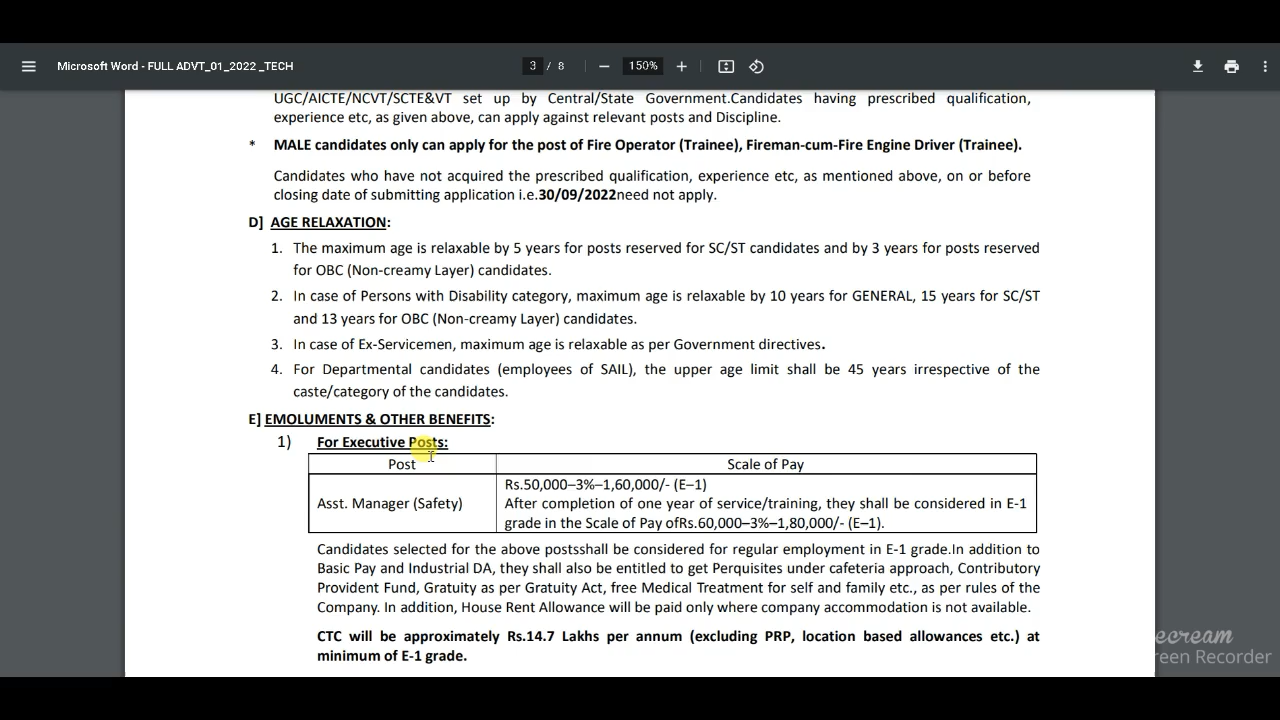 Microsoft Word - FULL ADVT_01_2022 _TECH
3 / 8
150%
UGC/AICTE/NCVT/SCTE&VT set up by Central/State Government.Candidates having prescribed qualification,
experience etc, as given above, can apply against relevant posts and Discipline.
* MALE candidates only can apply for the post of Fire Operator (Trainee), Fireman-cum-Fire Engine Driver (Trainee).
Candidates who have not acquired the prescribed qualification, experience etc, as mentioned above, on or before
closing date of submitting application i.e.30/09/2022need not apply.
D] AGE RELAXATION:
1. The maximum age is relaxable by 5 years for posts reserved for SC/ST candidates and by 3 years for posts reserved
for OBC (Non-creamy Layer) candidates.
2. In case of Persons with Disability category, maximum age is relaxable by 10 years for GENERAL, 15 years for SC/ST
and 13 years for OBC (Non-creamy Layer) candidates.
3. In case of Ex-Servicemen, maximum age is relaxable as per Government directives.
4. For Departmental candidates (employees of SAIL), the upper age limit shall be 45 years irrespective of the
caste/category of the candidates.
E] EMOLUMENTS & OTHER BENEFITS:
1) For Executive Posts:
Post Scale of Pay
Asst. Manager (Safety)
Rs.50,000–3%–1,60,000/- (E–1)
After completion of one year of service/training, they shall be considered in E-1
grade in the Scale of Pay ofRs.60,000–3%–1,80,000/- (E–1).
Candidates selected for the above postsshall be considered for regular employment in E-1 grade.In addition to
Basic Pay and Industrial DA, they shall also be entitled to get Perquisites under cafeteria approach, Contributory
Provident Fund, Gratuity as per Gratuity Act, free Medical Treatment for self and family etc., as per rules of the
Company. In addition, House Rent Allowance will be paid only where company accommodation is not available.
CTC will be approximately Rs.14.7 Lakhs per annum (excluding PRP, location based allowances etc.) at
minimum of E-1 grade.
ecream
reen Recorder